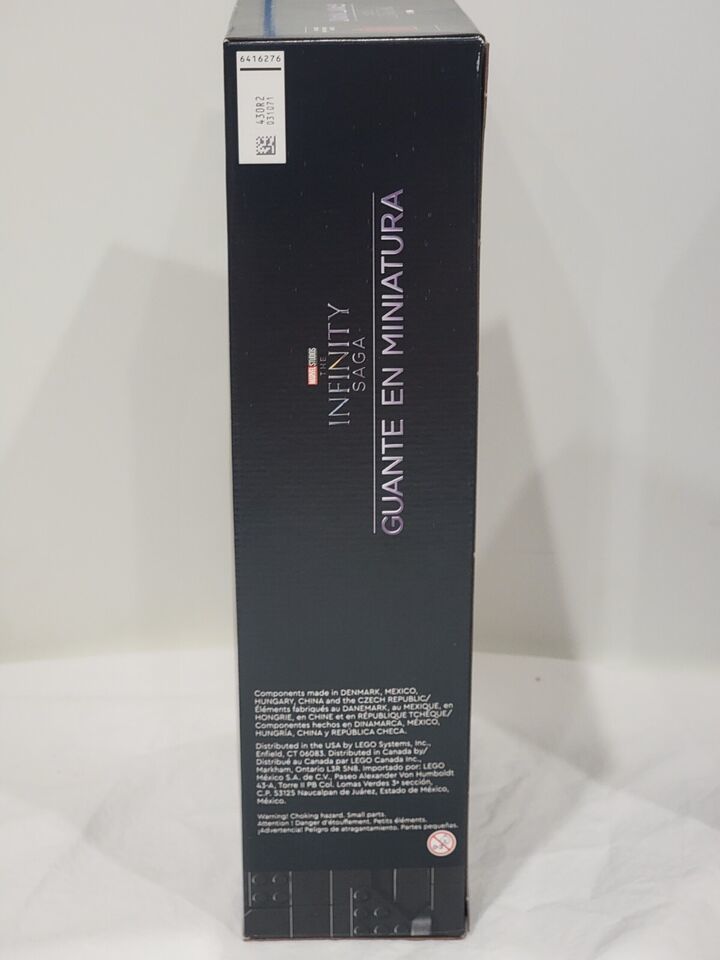 6416276
430R2
031071
MARVEL STUDIOS
THE
INFINITY
SAGA
GUANTE EN MINIATURA
Components made in DENMARK, MEXICO,
HUNGARY, CHINA and the CZECH REPUBLIC/
Éléments fabriqués au DANEMARK, au MEXIQUE, en
HONGRIE, en CHINE et en RÉPUBLIQUE TCHÈQUE/
Componentes hechos en DINAMARCA, MÉXICO,
HUNGRÍA, CHINA y REPÚBLICA CHECA.
Distributed in the USA by LEGO Systems, Inc.,
Enfield, CT 06083. Distributed in Canada by/
Distribué au Canada par LEGO Canada Inc.,
Markham, Ontario L3R 5N8. Importado por: LEGO
México S.A. de C.V., Paseo Alexander Von Humboldt
43-A, Torre II PB Col. Lomas Verdes 3ª sección,
C.P. 53125 Naucalpan de Juárez, Estado de México,
México.
Warning! Choking hazard. Small parts.
Attention ! Danger d'étouffement. Petits éléments.
¡Advertencia! Peligro de atragantamiento. Partes pequeñas.